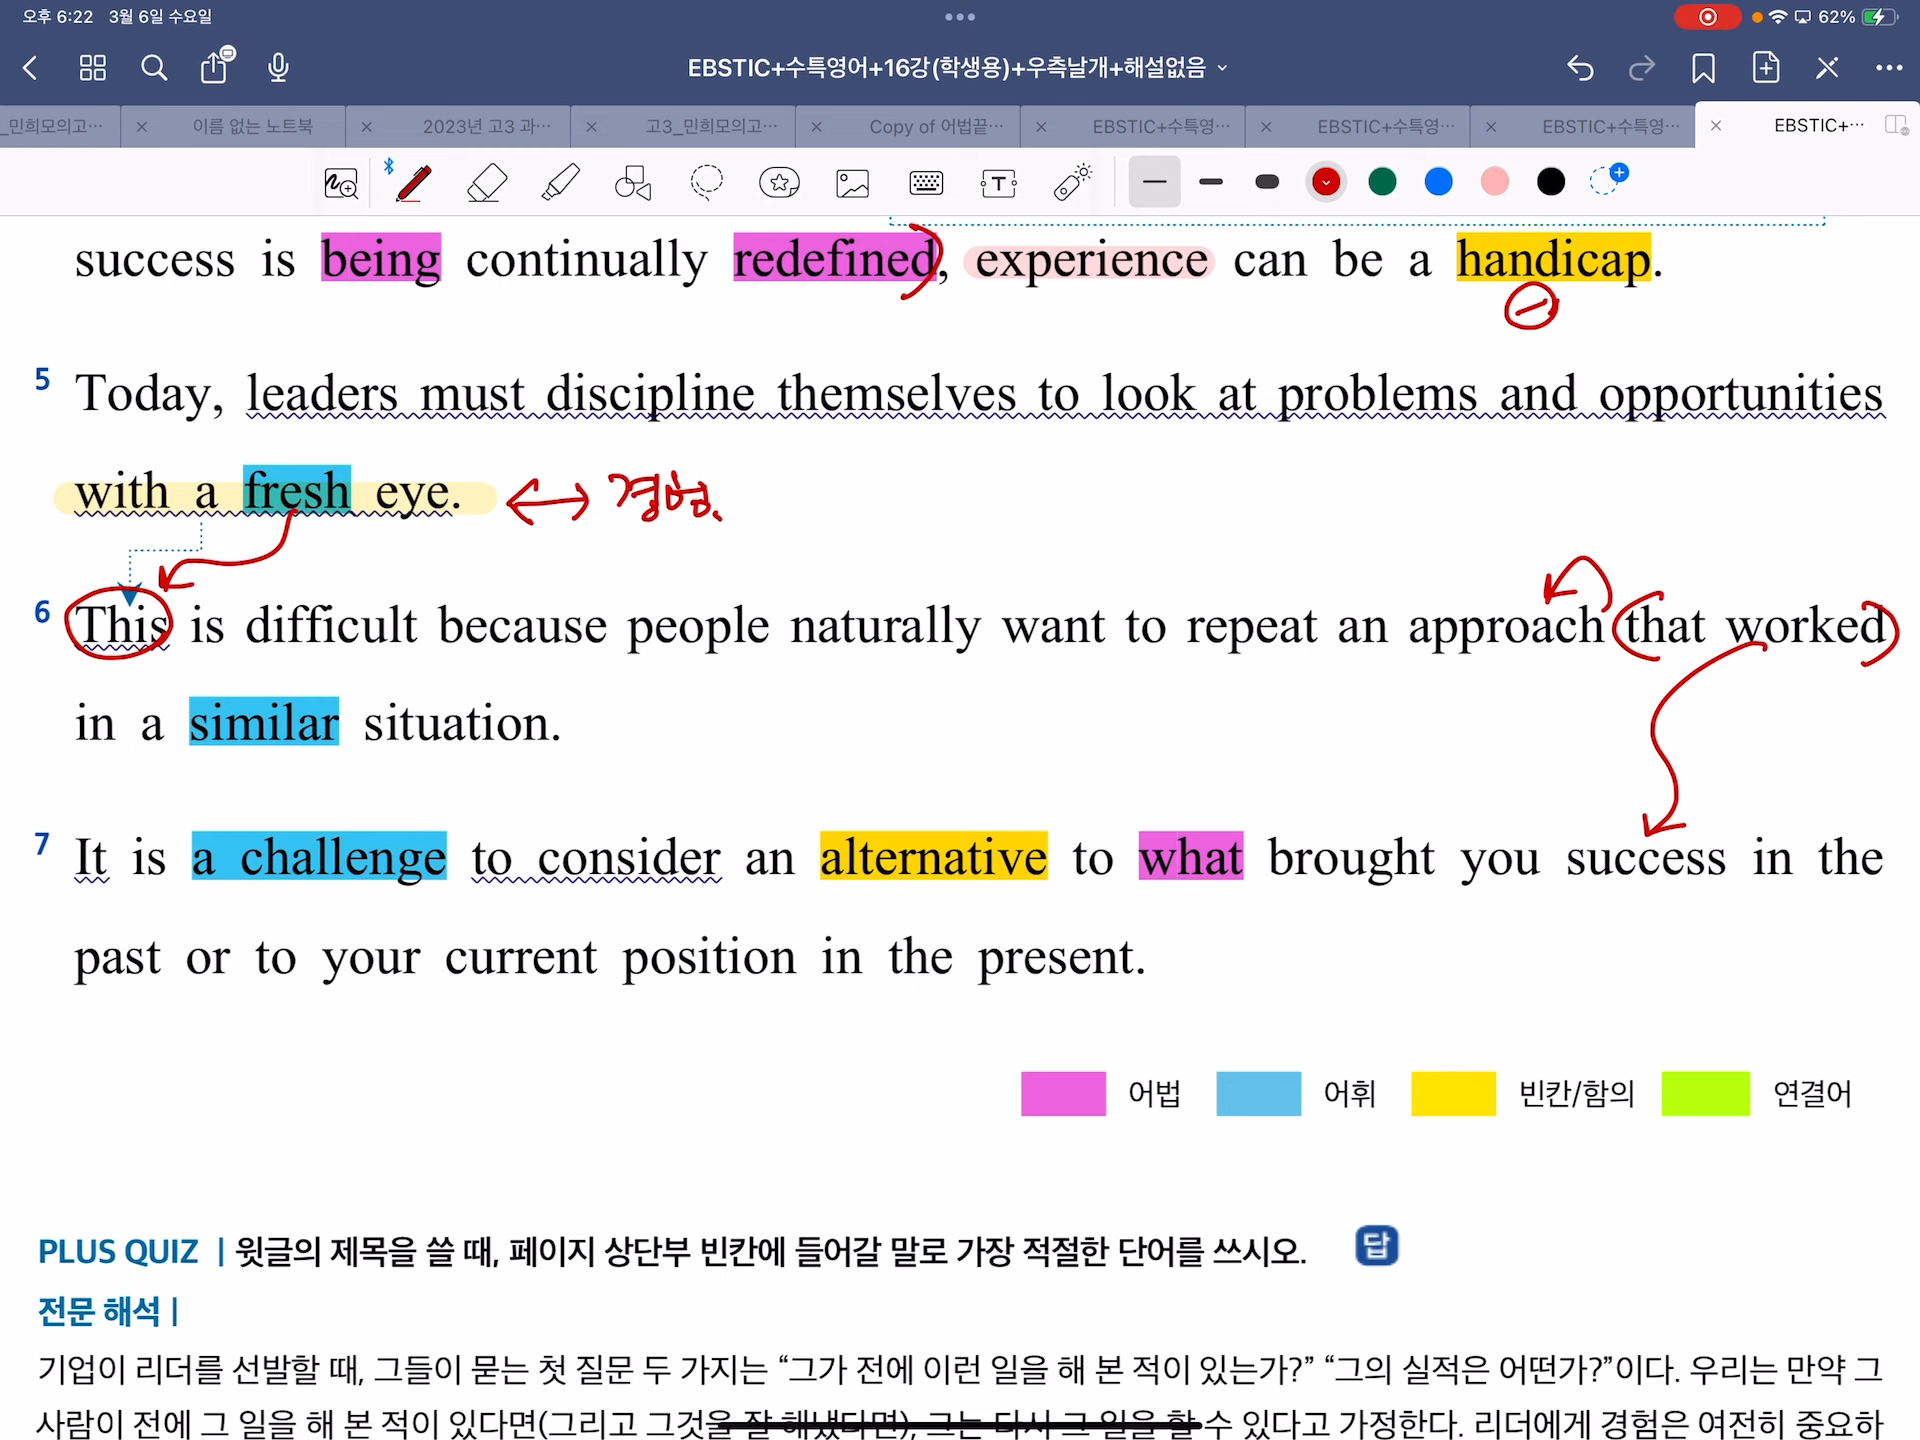 오후 6:22 3월 6일 수요일
62%
EBSTIC+수특영어+16강(학생용)+우측날개+해설없음
_민희모의고… 이름 없는 노트북 2023년 고3 과… 고3_민희모의고… Copy of 어법끝… EBSTIC+수특영… EBSTIC+수특영… EBSTIC+수특영… EBSTIC+…
success is being continually redefined, experience can be a handicap.
5 Today, leaders must discipline themselves to look at problems and opportunities
with a fresh eye. ↔ 경험.
6 This is difficult because people naturally want to repeat an approach (that worked)
in a similar situation.
7 It is a challenge to consider an alternative to what brought you success in the
past or to your current position in the present.
어법 어휘 빈칸/함의 연결어
PLUS QUIZ | 윗글의 제목을 쓸 때, 페이지 상단부 빈칸에 들어갈 말로 가장 적절한 단어를 쓰시오. 답
전문 해석 |
기업이 리더를 선발할 때, 그들이 묻는 첫 질문 두 가지는 “그가 전에 이런 일을 해 본 적이 있는가?” “그의 실적은 어떤가?”이다. 우리는 만약 그
사람이 전에 그 일을 해 본 적이 있다면(그리고 그것을 잘 해냈다면), 그는 다시 그 일을 할 수 있다고 가정한다. 리더에게 경험은 여전히 중요하